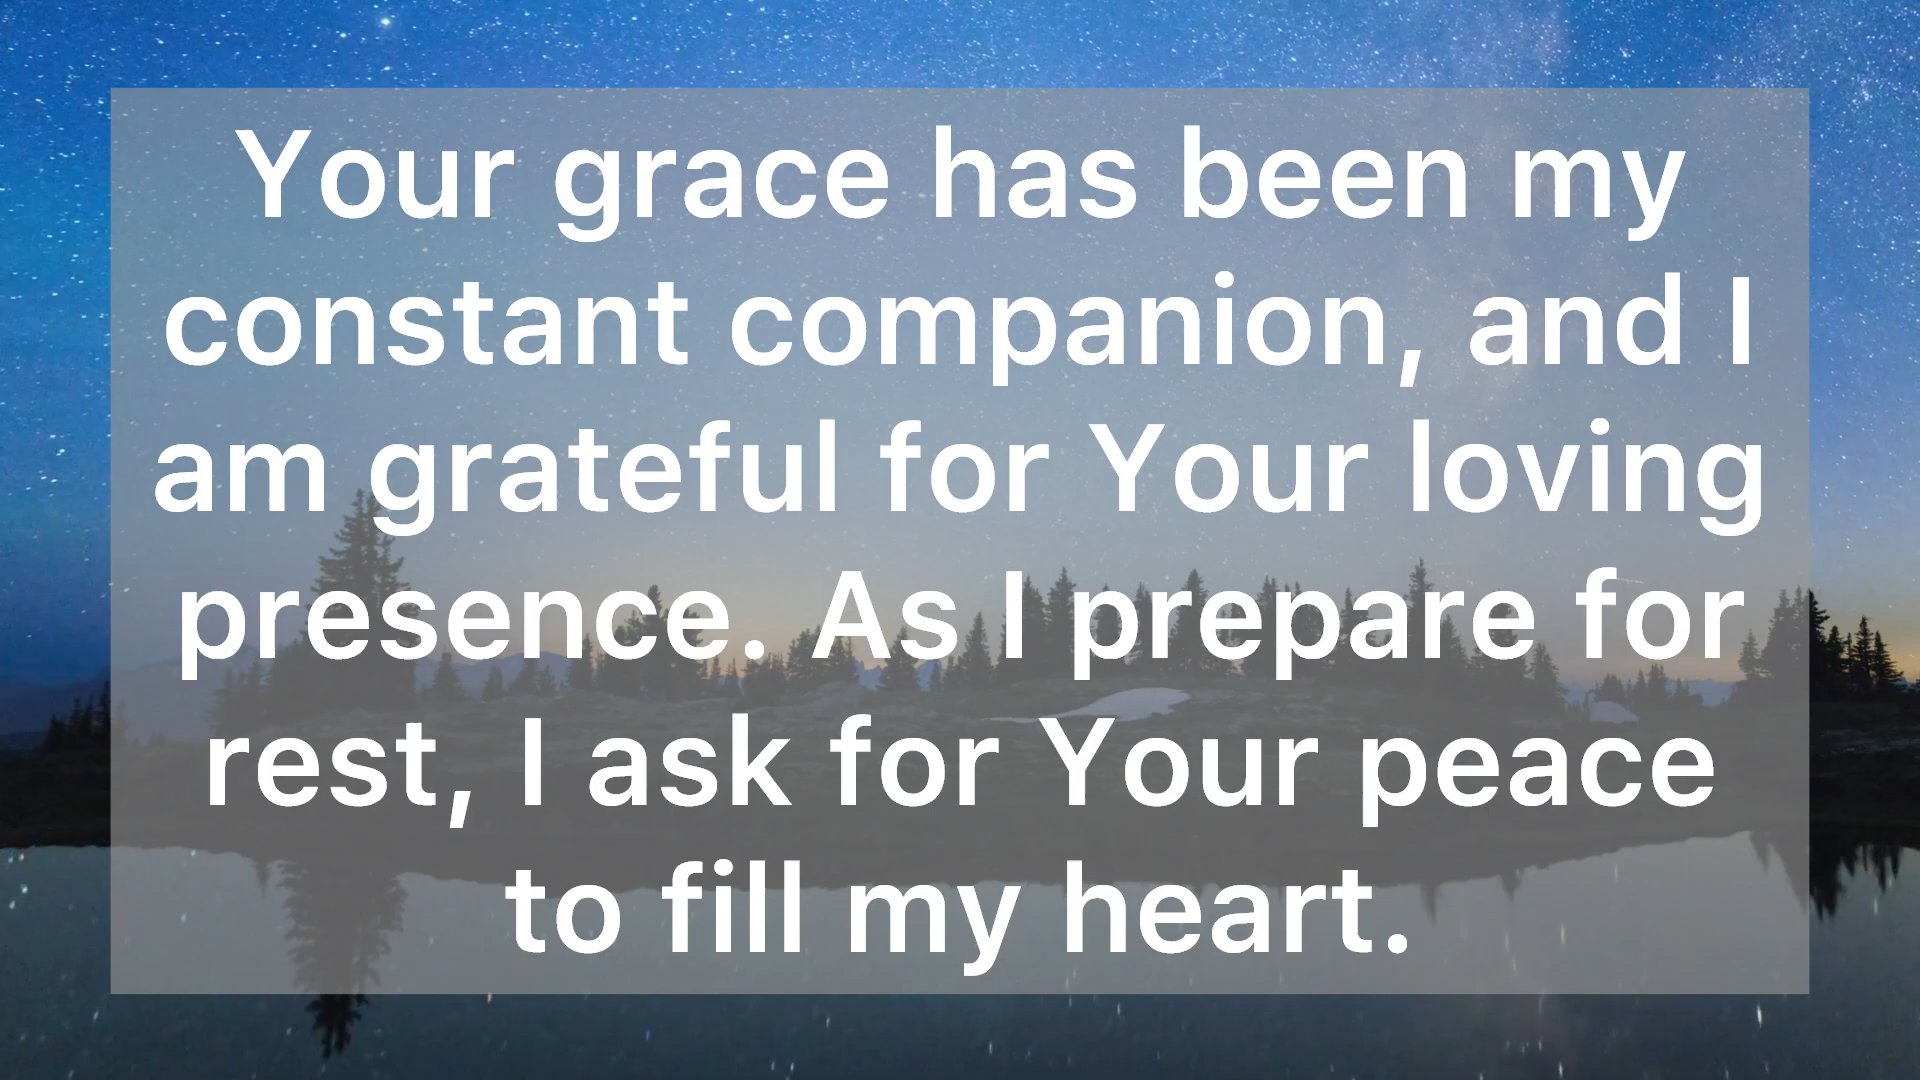 Your grace has been my
constant companion, and I
am grateful for Your loving
presence. As I prepare for
rest, I ask for Your peace
to fill my heart.